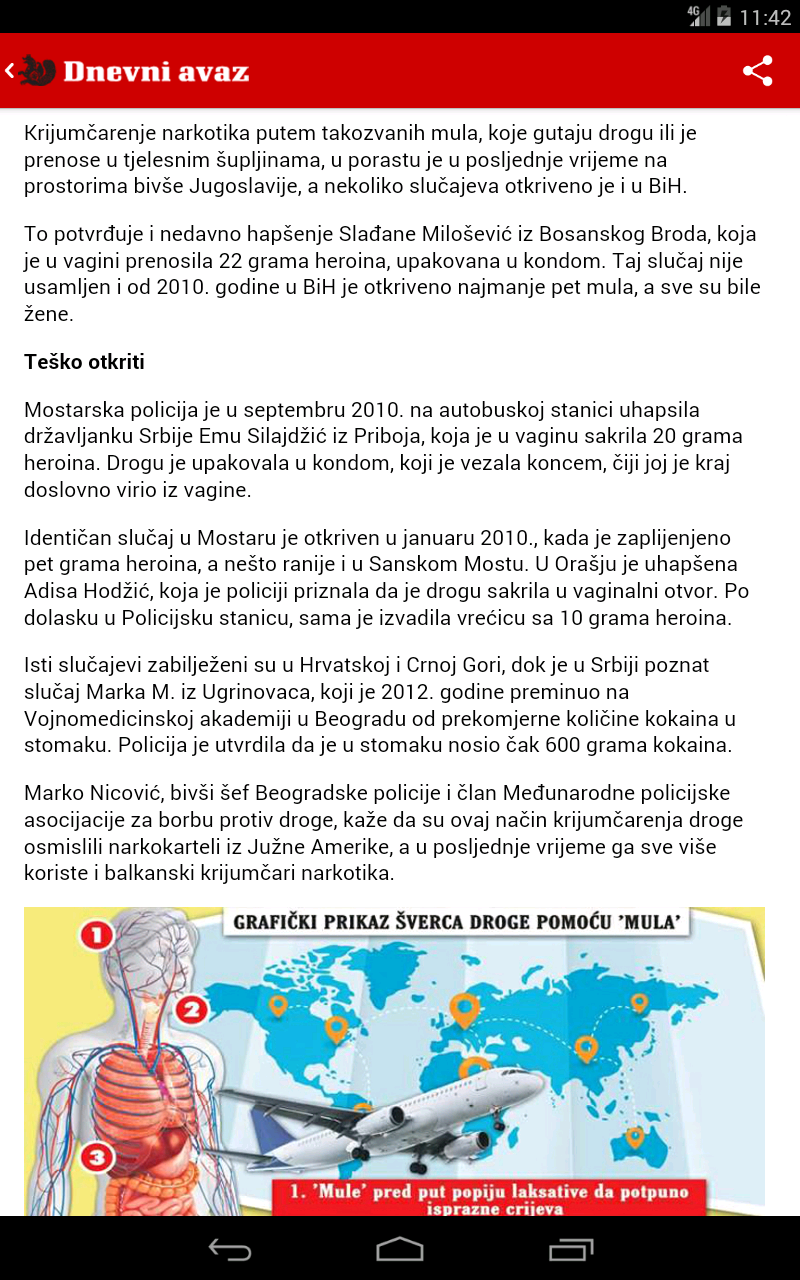 4G 11:42
Dnevni avaz
Krijumčarenje narkotika putem takozvanih mula, koje gutaju drogu ili je
prenose u tjelesnim šupljinama, u porastu je u posljednje vrijeme na
prostorima bivše Jugoslavije, a nekoliko slučajeva otkriveno je i u BiH.
To potvrđuje i nedavno hapšenje Slađane Milošević iz Bosanskog Broda, koja
je u vagini prenosila 22 grama heroina, upakovana u kondom. Taj slučaj nije
usamljen i od 2010. godine u BiH je otkriveno najmanje pet mula, a sve su bile
žene.
Teško otkriti
Mostarska policija je u septembru 2010. na autobuskoj stanici uhapsila
državljanku Srbije Emu Silajdžić iz Priboja, koja je u vaginu sakrila 20 grama
heroina. Drogu je upakovala u kondom, koji je vezala koncem, čiji joj je kraj
doslovno virio iz vagine.
Identičan slučaj u Mostaru je otkriven u januaru 2010., kada je zaplijenjeno
pet grama heroina, a nešto ranije i u Sanskom Mostu. U Orašju je uhapšena
Adisa Hodžić, koja je policiji priznala da je drogu sakrila u vaginalni otvor. Po
dolasku u Policijsku stanicu, sama je izvadila vrećicu sa 10 grama heroina.
Isti slučajevi zabilježeni su u Hrvatskoj i Crnoj Gori, dok je u Srbiji poznat
slučaj Marka M. iz Ugrinovaca, koji je 2012. godine preminuo na
Vojnomedicinskoj akademiji u Beogradu od prekomjerne količine kokaina u
stomaku. Policija je utvrdila da je u stomaku nosio čak 600 grama kokaina.
Marko Nicović, bivši šef Beogradske policije i član Međunarodne policijske
asocijacije za borbu protiv droge, kaže da su ovaj način krijumčarenja droge
osmislili narkokarteli iz Južne Amerike, a u posljednje vrijeme ga sve više
koriste i balkanski krijumčari narkotika.
GRAFIČKI PRIKAZ ŠVERCA DROGE POMOĆU 'MULA'
1
2
3
1. 'Mule' pred put popiju laksative da potpuno
isprazne crijeva